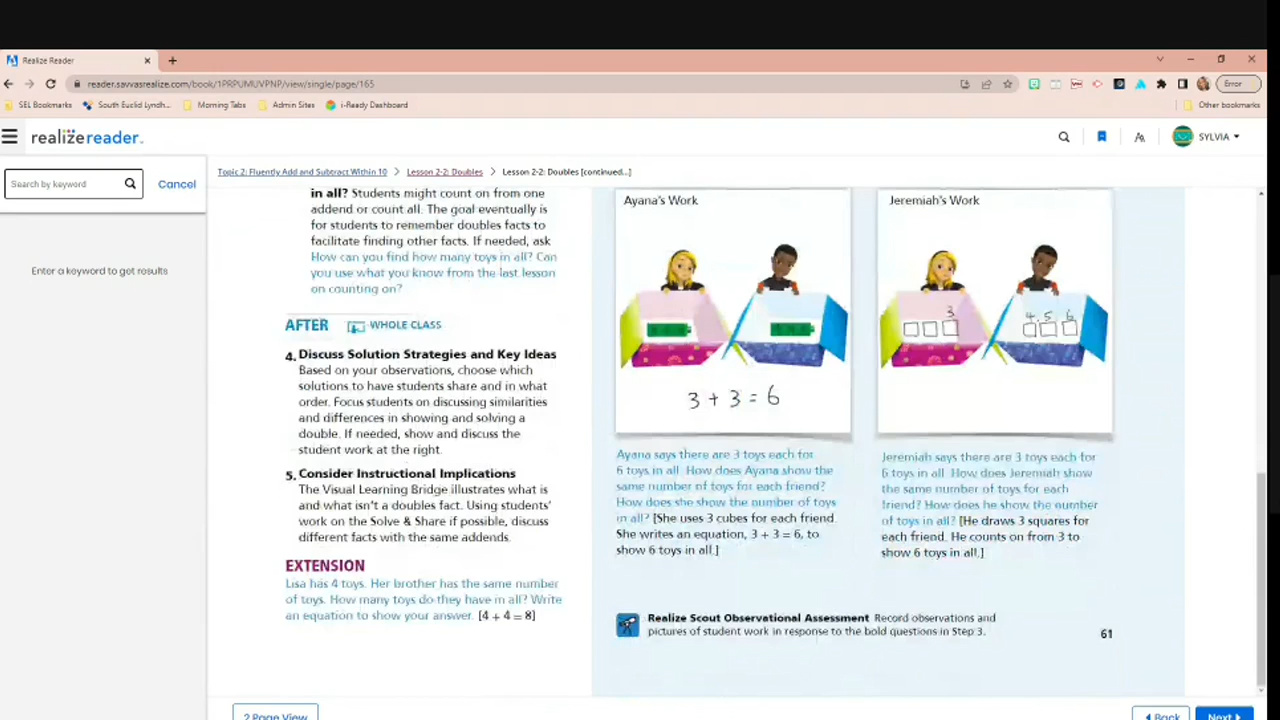 Realize Reader
reader.savvasrealize.com/book/1PRPUMUVPNP/view/single/page/165
Error
SEL Bookmarks
South Euclid Lyndh...
Morning Tabs
Admin Sites
i-Ready Dashboard
Other bookmarks
realizereader.
SYLVIA
Search by keyword
Cancel
Enter a keyword to get results
Topic 2: Fluently Add and Subtract Within 10 > Lesson 2-2: Doubles > Lesson 2-2: Doubles [continued...]
in all? Students might count on from one
addend or count all. The goal eventually is
for students to remember doubles facts to
facilitate finding other facts. If needed, ask
How can you find how many toys in all? Can
you use what you know from the last lesson
on counting on?
AFTER WHOLE CLASS
4. Discuss Solution Strategies and Key Ideas
Based on your observations, choose which
solutions to have students share and in what
order. Focus students on discussing similarities
and differences in showing and solving a
double. If needed, show and discuss the
student work at the right.
5. Consider Instructional Implications
The Visual Learning Bridge illustrates what is
and what isn't a doubles fact. Using students'
work on the Solve & Share if possible, discuss
different facts with the same addends.
EXTENSION
Lisa has 4 toys. Her brother has the same number
of toys. How many toys do they have in all? Write
an equation to show your answer. [4 + 4 = 8]
Ayana's Work
3 + 3 = 6
Ayana says there are 3 toys each for
6 toys in all. How does Ayana show the
same number of toys for each friend?
How does she show the number of toys
in all? [She uses 3 cubes for each friend.
She writes an equation, 3 + 3 = 6, to
show 6 toys in all.]
Jeremiah's Work
3
4 5 6
Jeremiah says there are 3 toys each for
6 toys in all. How does Jeremiah show
the same number of toys for each
friend? How does he show the number
of toys in all? [He draws 3 squares for
each friend. He counts on from 3 to
show 6 toys in all.]
Realize Scout Observational Assessment Record observations and
pictures of student work in response to the bold questions in Step 3.
61
2 Page View
Back
Next